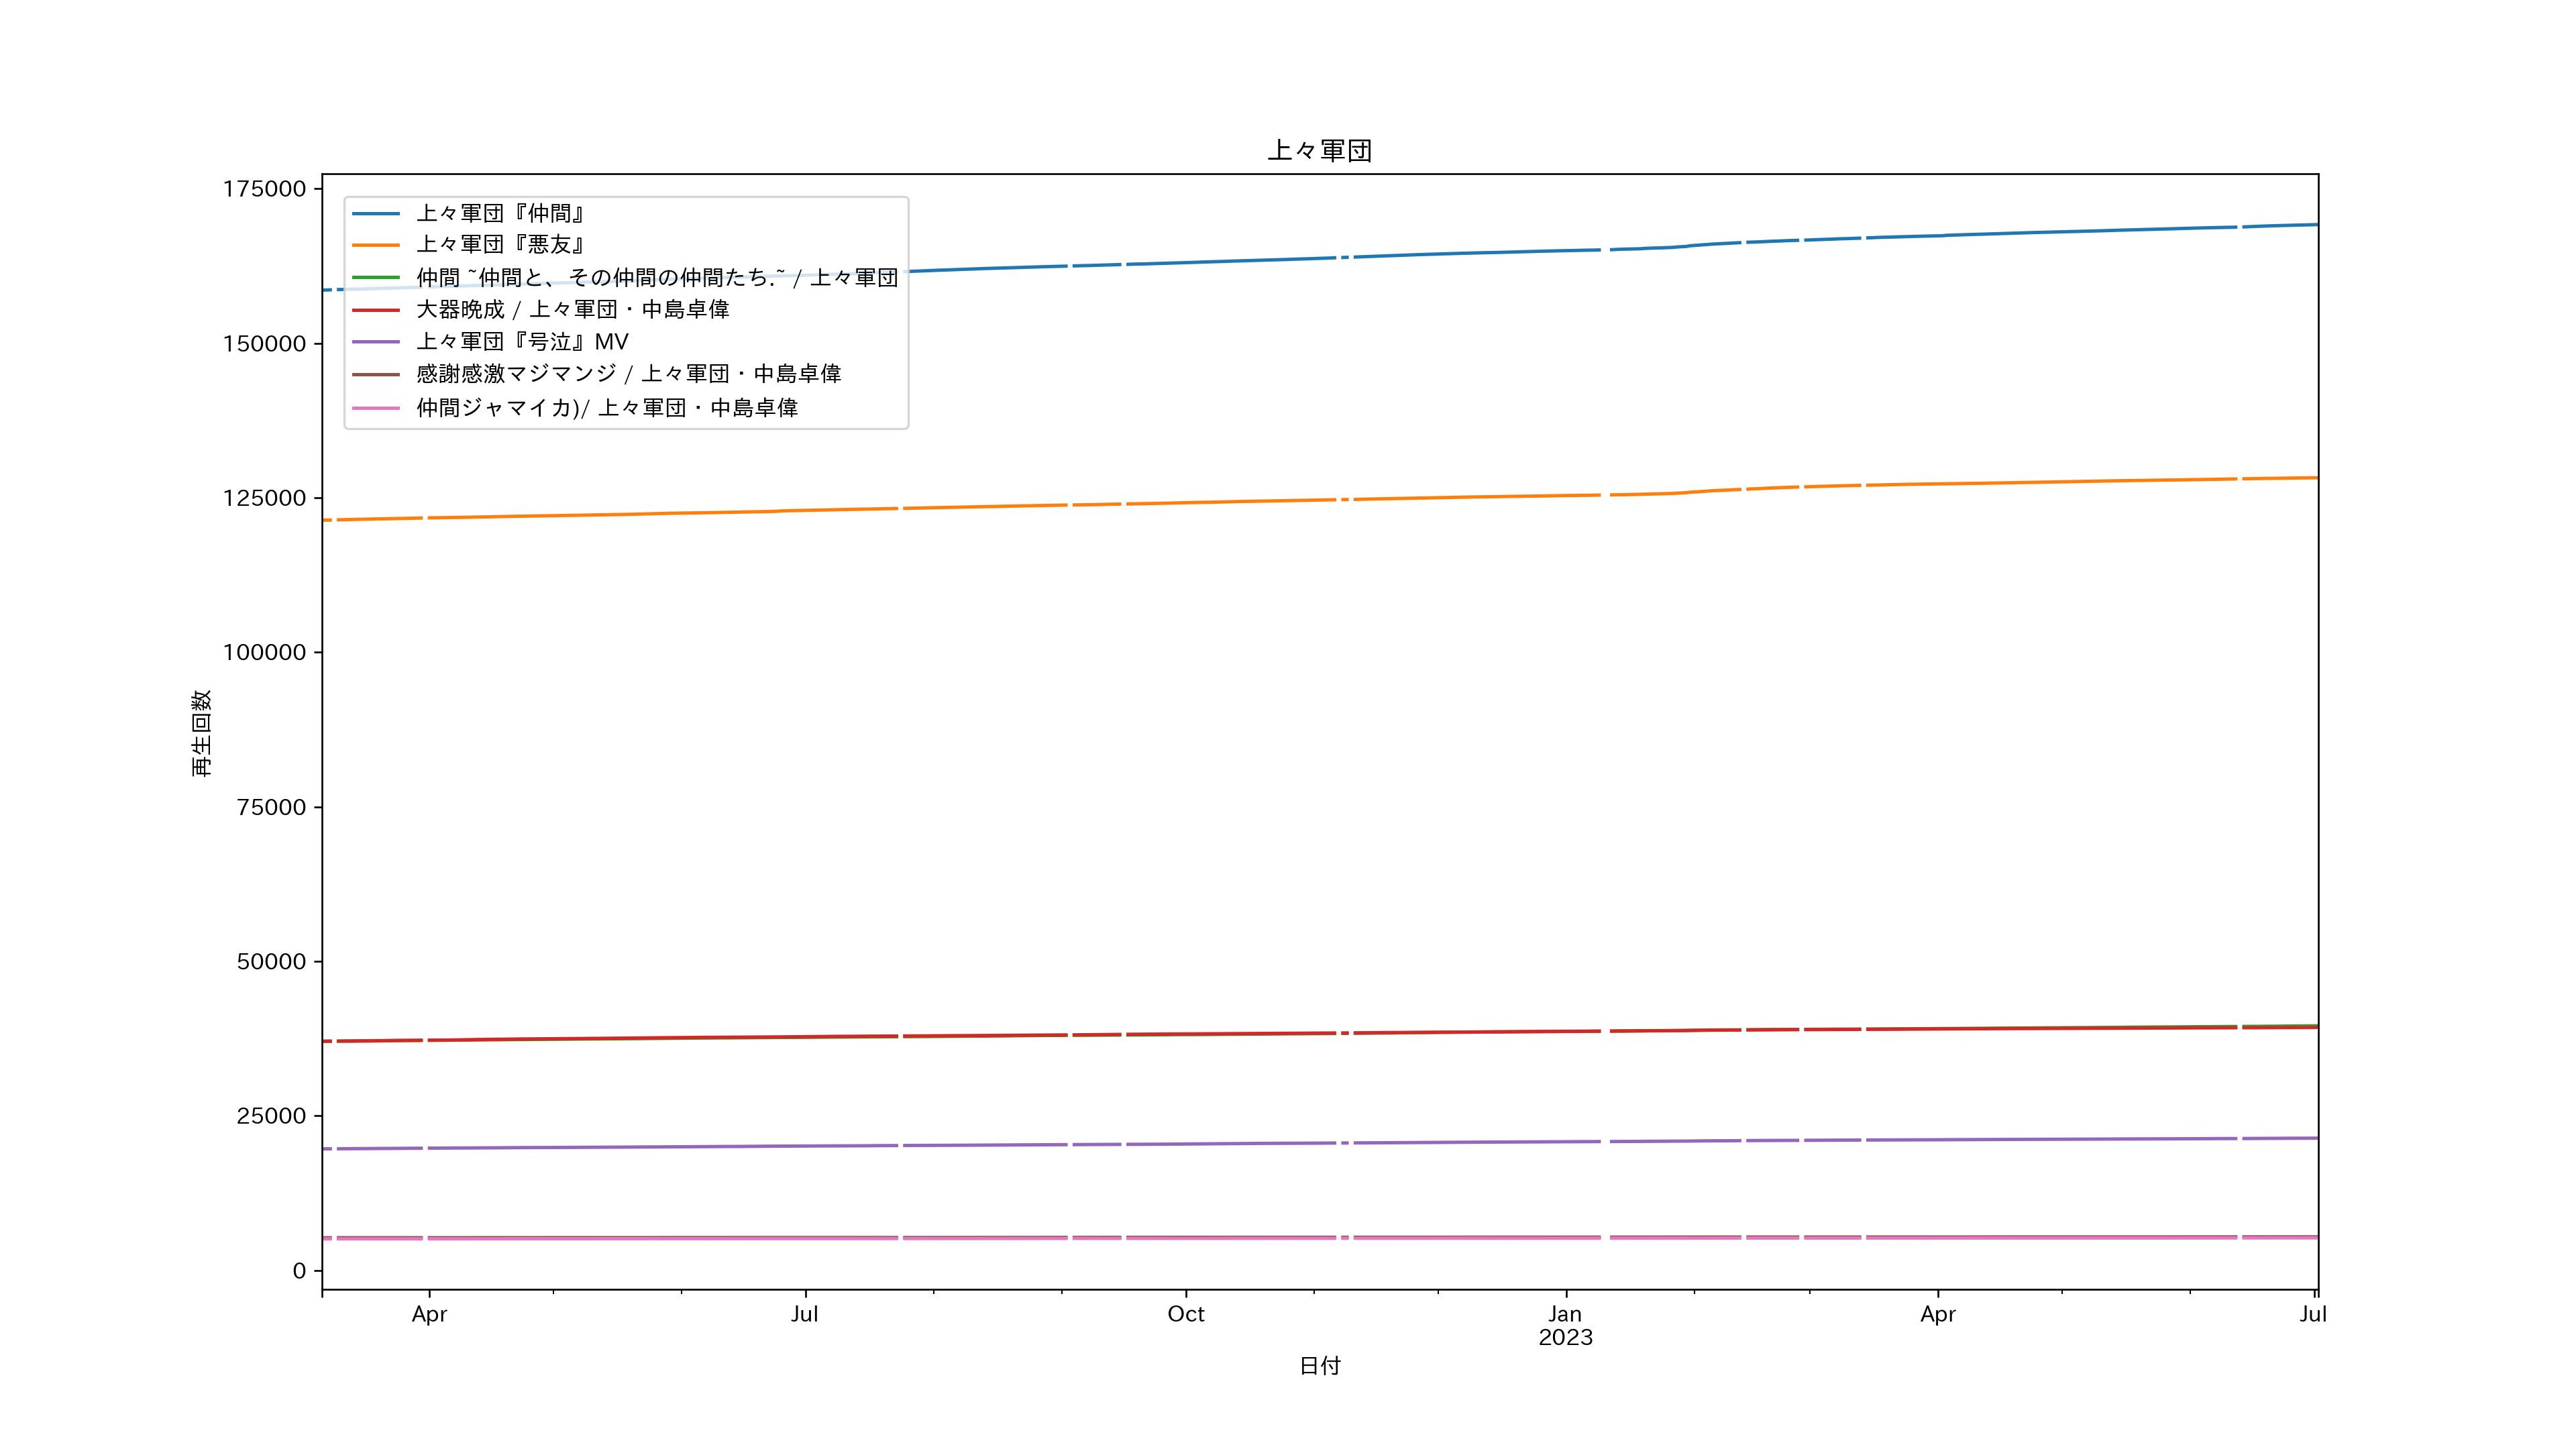 上々軍団
175000
150000
125000
100000
75000
50000
25000
0
再生回数
上々軍団『仲間』
上々軍団『悪友』
仲間 ~仲間と、その仲間の仲間たち.~ / 上々軍団
大器晩成 / 上々軍団・中島卓偉
上々軍団『号泣』MV
感謝感激マジマンジ / 上々軍団・中島卓偉
仲間ジャマイカ)/ 上々軍団・中島卓偉
Apr Jul Oct Jan Apr Jul
2023
日付